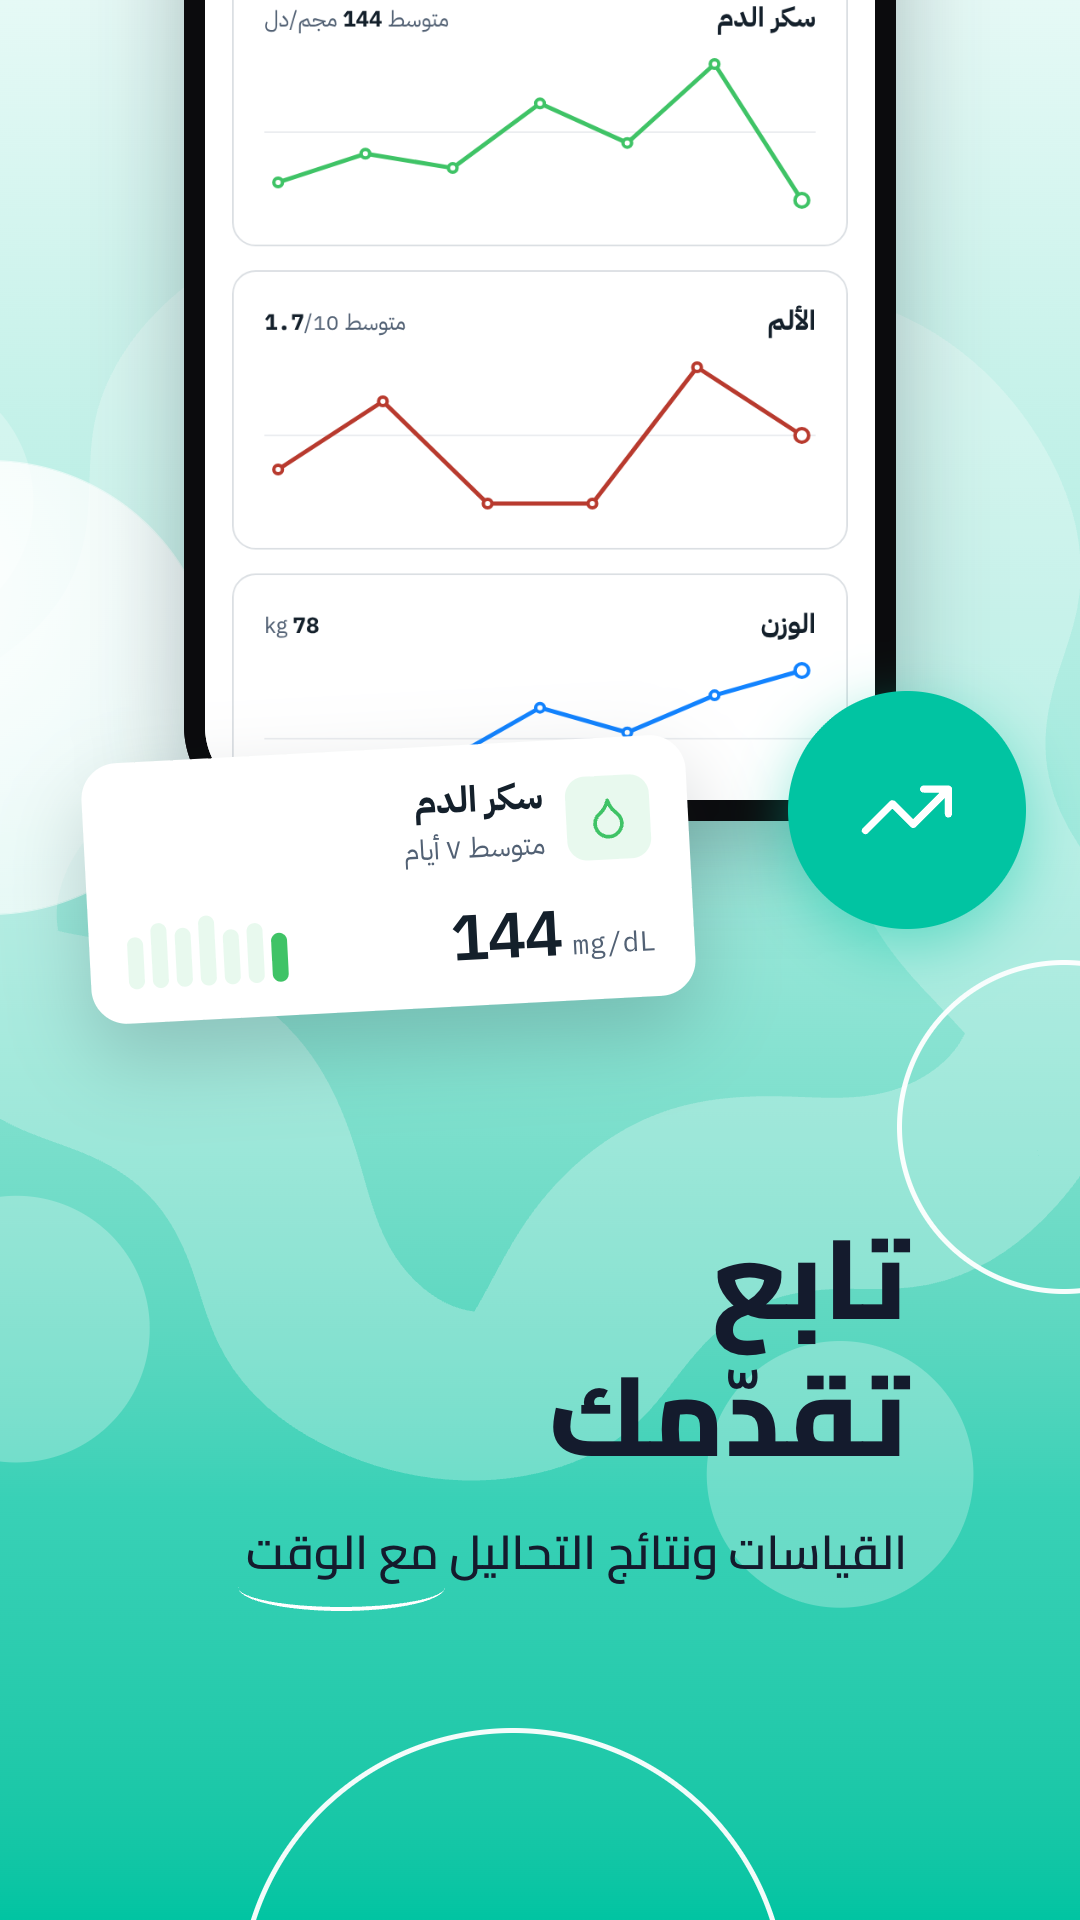 سكر الدم
متوسط 144 مجم/دل
الألم
متوسط 1.7/10
الوزن
78 kg
سكر الدم
متوسط ٧ أيام
144 mg/dL
تابع
تقدّمك
القياسات ونتائج التحاليل مع الوقت